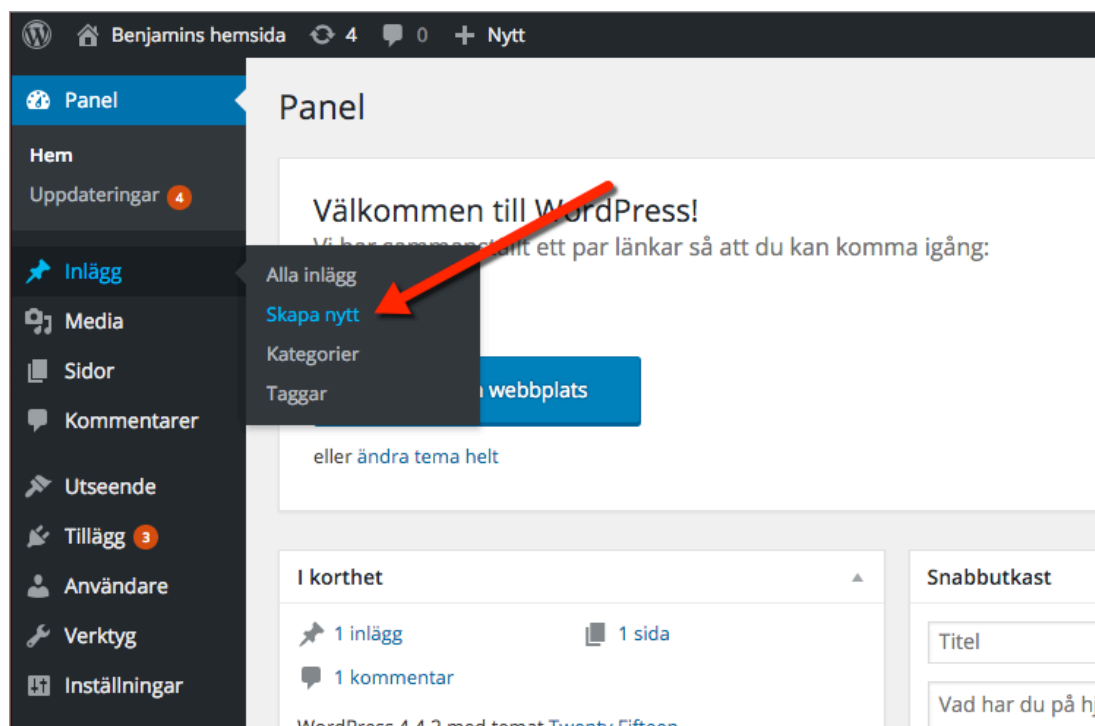 Benjamins hemsida 4 0 + Nytt
Panel
Hem
Uppdateringar 4
Inlägg
Media
Sidor
Kommentarer
Utseende
Tillägg 3
Användare
Verktyg
Inställningar
Alla inlägg
Skapa nytt
Kategorier
Taggar
Panel
Välkommen till WordPress!
Vi har sammanställt ett par länkar så att du kan komma igång:
webbplats
eller ändra tema helt
I korthet
1 inlägg
1 sida
1 kommentar
WordPress 4.4.2 med temat Twenty Fifteen
Snabbutkast
Titel
Vad har du på hj